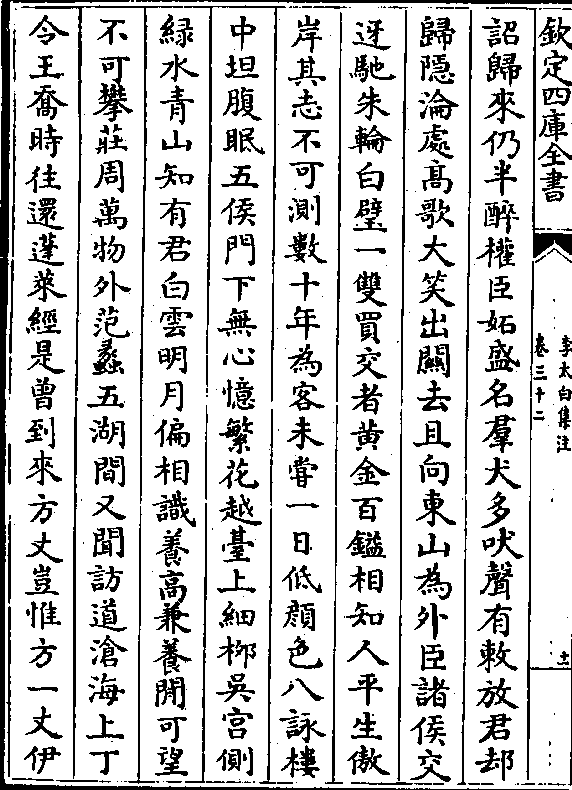 欽定四庫全書
李太白集注
卷三十二
十一
詔歸來仍半醉權臣妬盛名羣犬多吠聲有敕放君却
歸隱淪處高歌大笑出關去且向東山為外臣諸侯交
迓馳朱輪白璧一雙買交者黄金百鎰相知人平生傲
岸其志不可測數十年為客未嘗一日低顔色八詠樓
中坦腹眠五侯門下無心憶繁花越臺上細栁吳宫側
緑水青山知有君白雲明月偏相識養高兼養閒可望
不可攀莊周萬物外范蠡五湖間又聞訪道滄海上丁
令王喬時往還蓬萊經是曾到來方丈豈惟方一丈伊